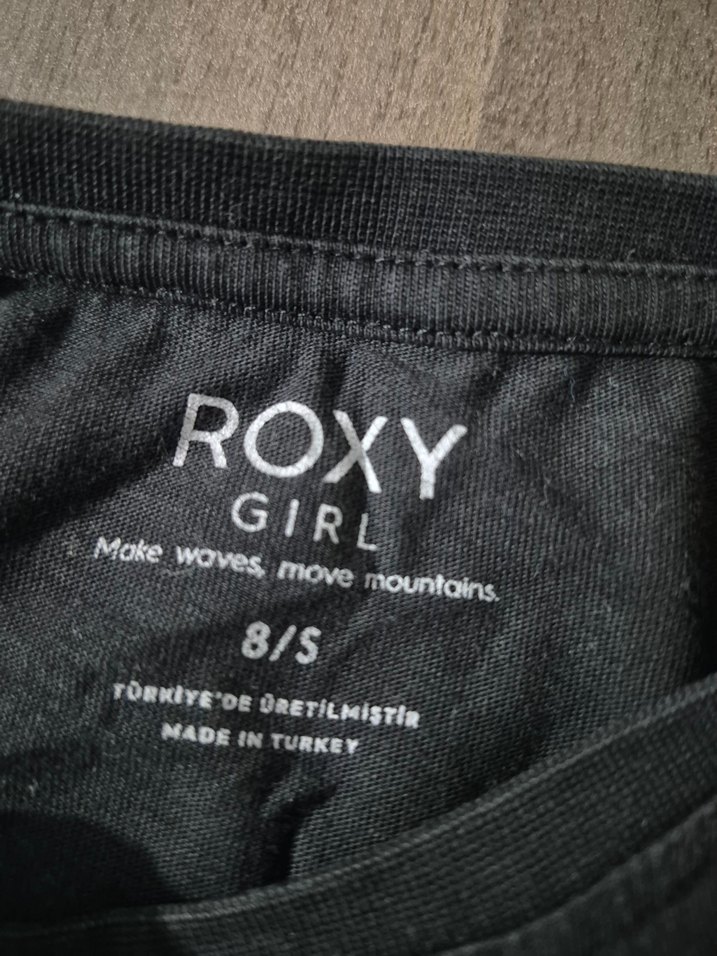 ROXY
GIRL
Make waves, move mountains.
8/S
TÜRKİYE'DE ÜRETİLMİŞTİR
MADE IN TURKEY